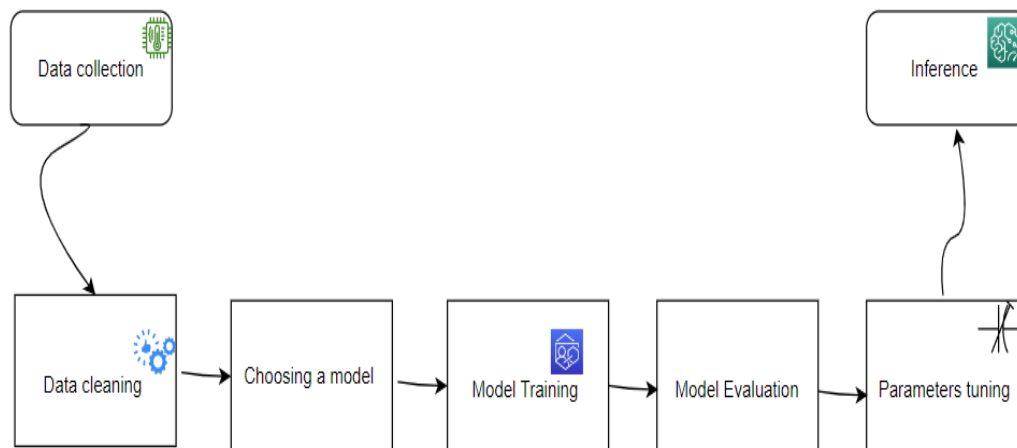 Data collection
Inference
Data cleaning
Choosing a model
Model Training
Model Evaluation
Parameters tuning